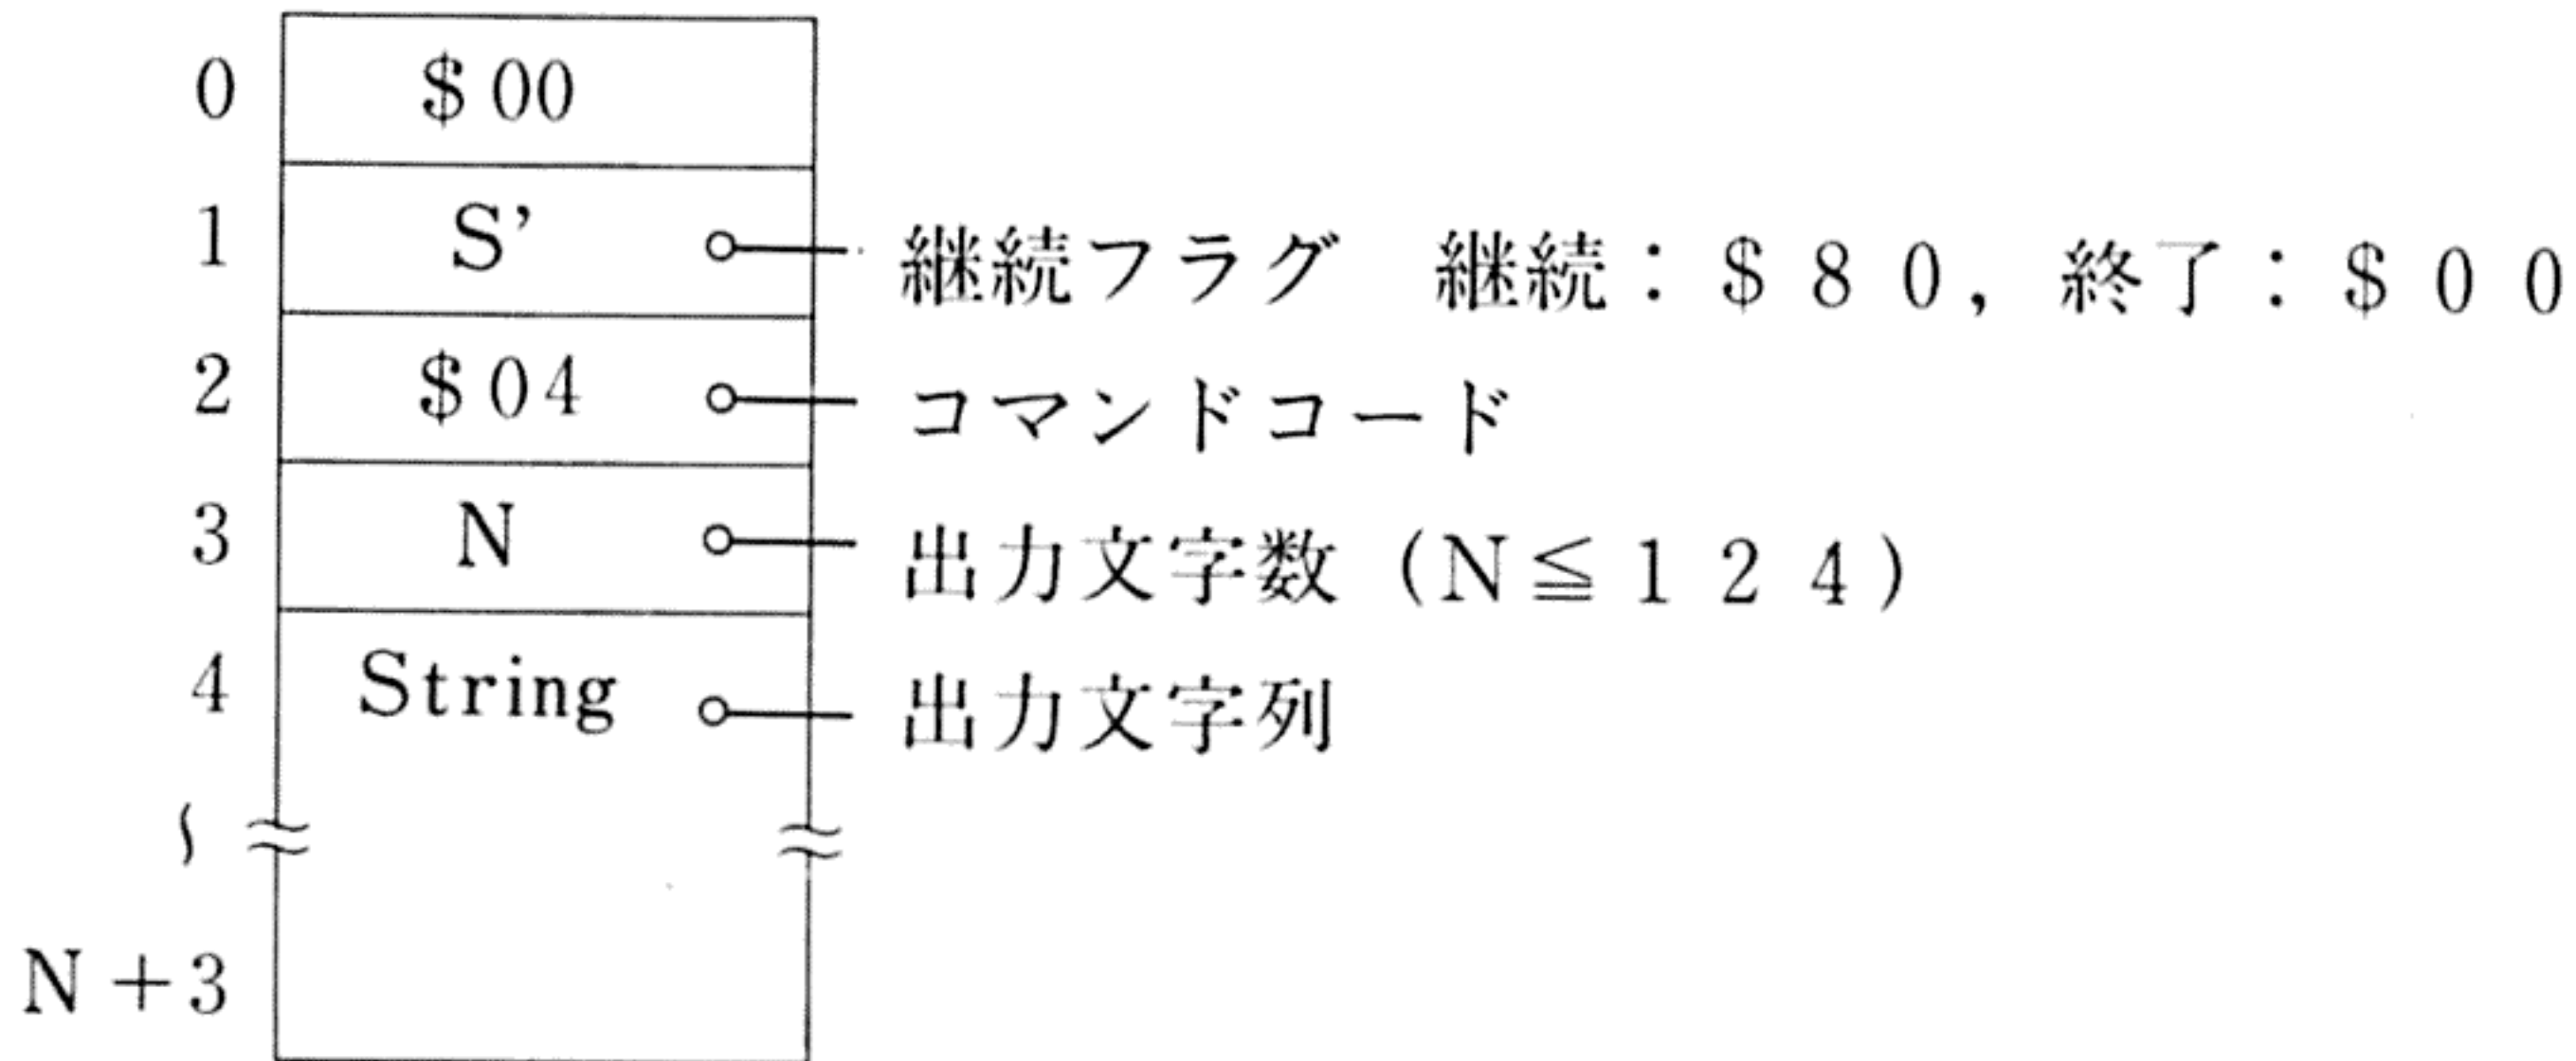 0 $00
1 S’ 継続フラグ 継続:$80,終了:$00
2 $04 コマンドコード
3 N 出力文字数(N≦124)
4 String 出力文字列
N+3